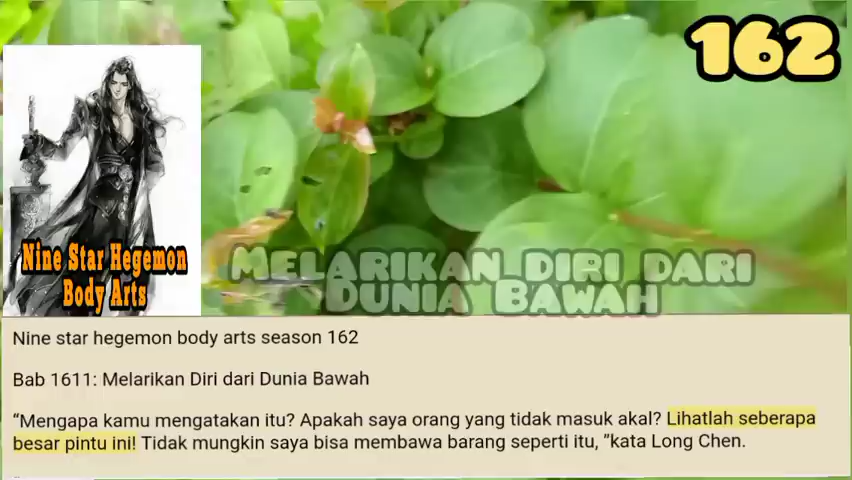 162
Nine Star Hegemon
Body Arts
MELARIKAN DIRI DARI
DUNIA BAWAH
Nine star hegemon body arts season 162
Bab 1611: Melarikan Diri dari Dunia Bawah
“Mengapa kamu mengatakan itu? Apakah saya orang yang tidak masuk akal? Lihatlah seberapa
besar pintu ini! Tidak mungkin saya bisa membawa barang seperti itu, ”kata Long Chen.